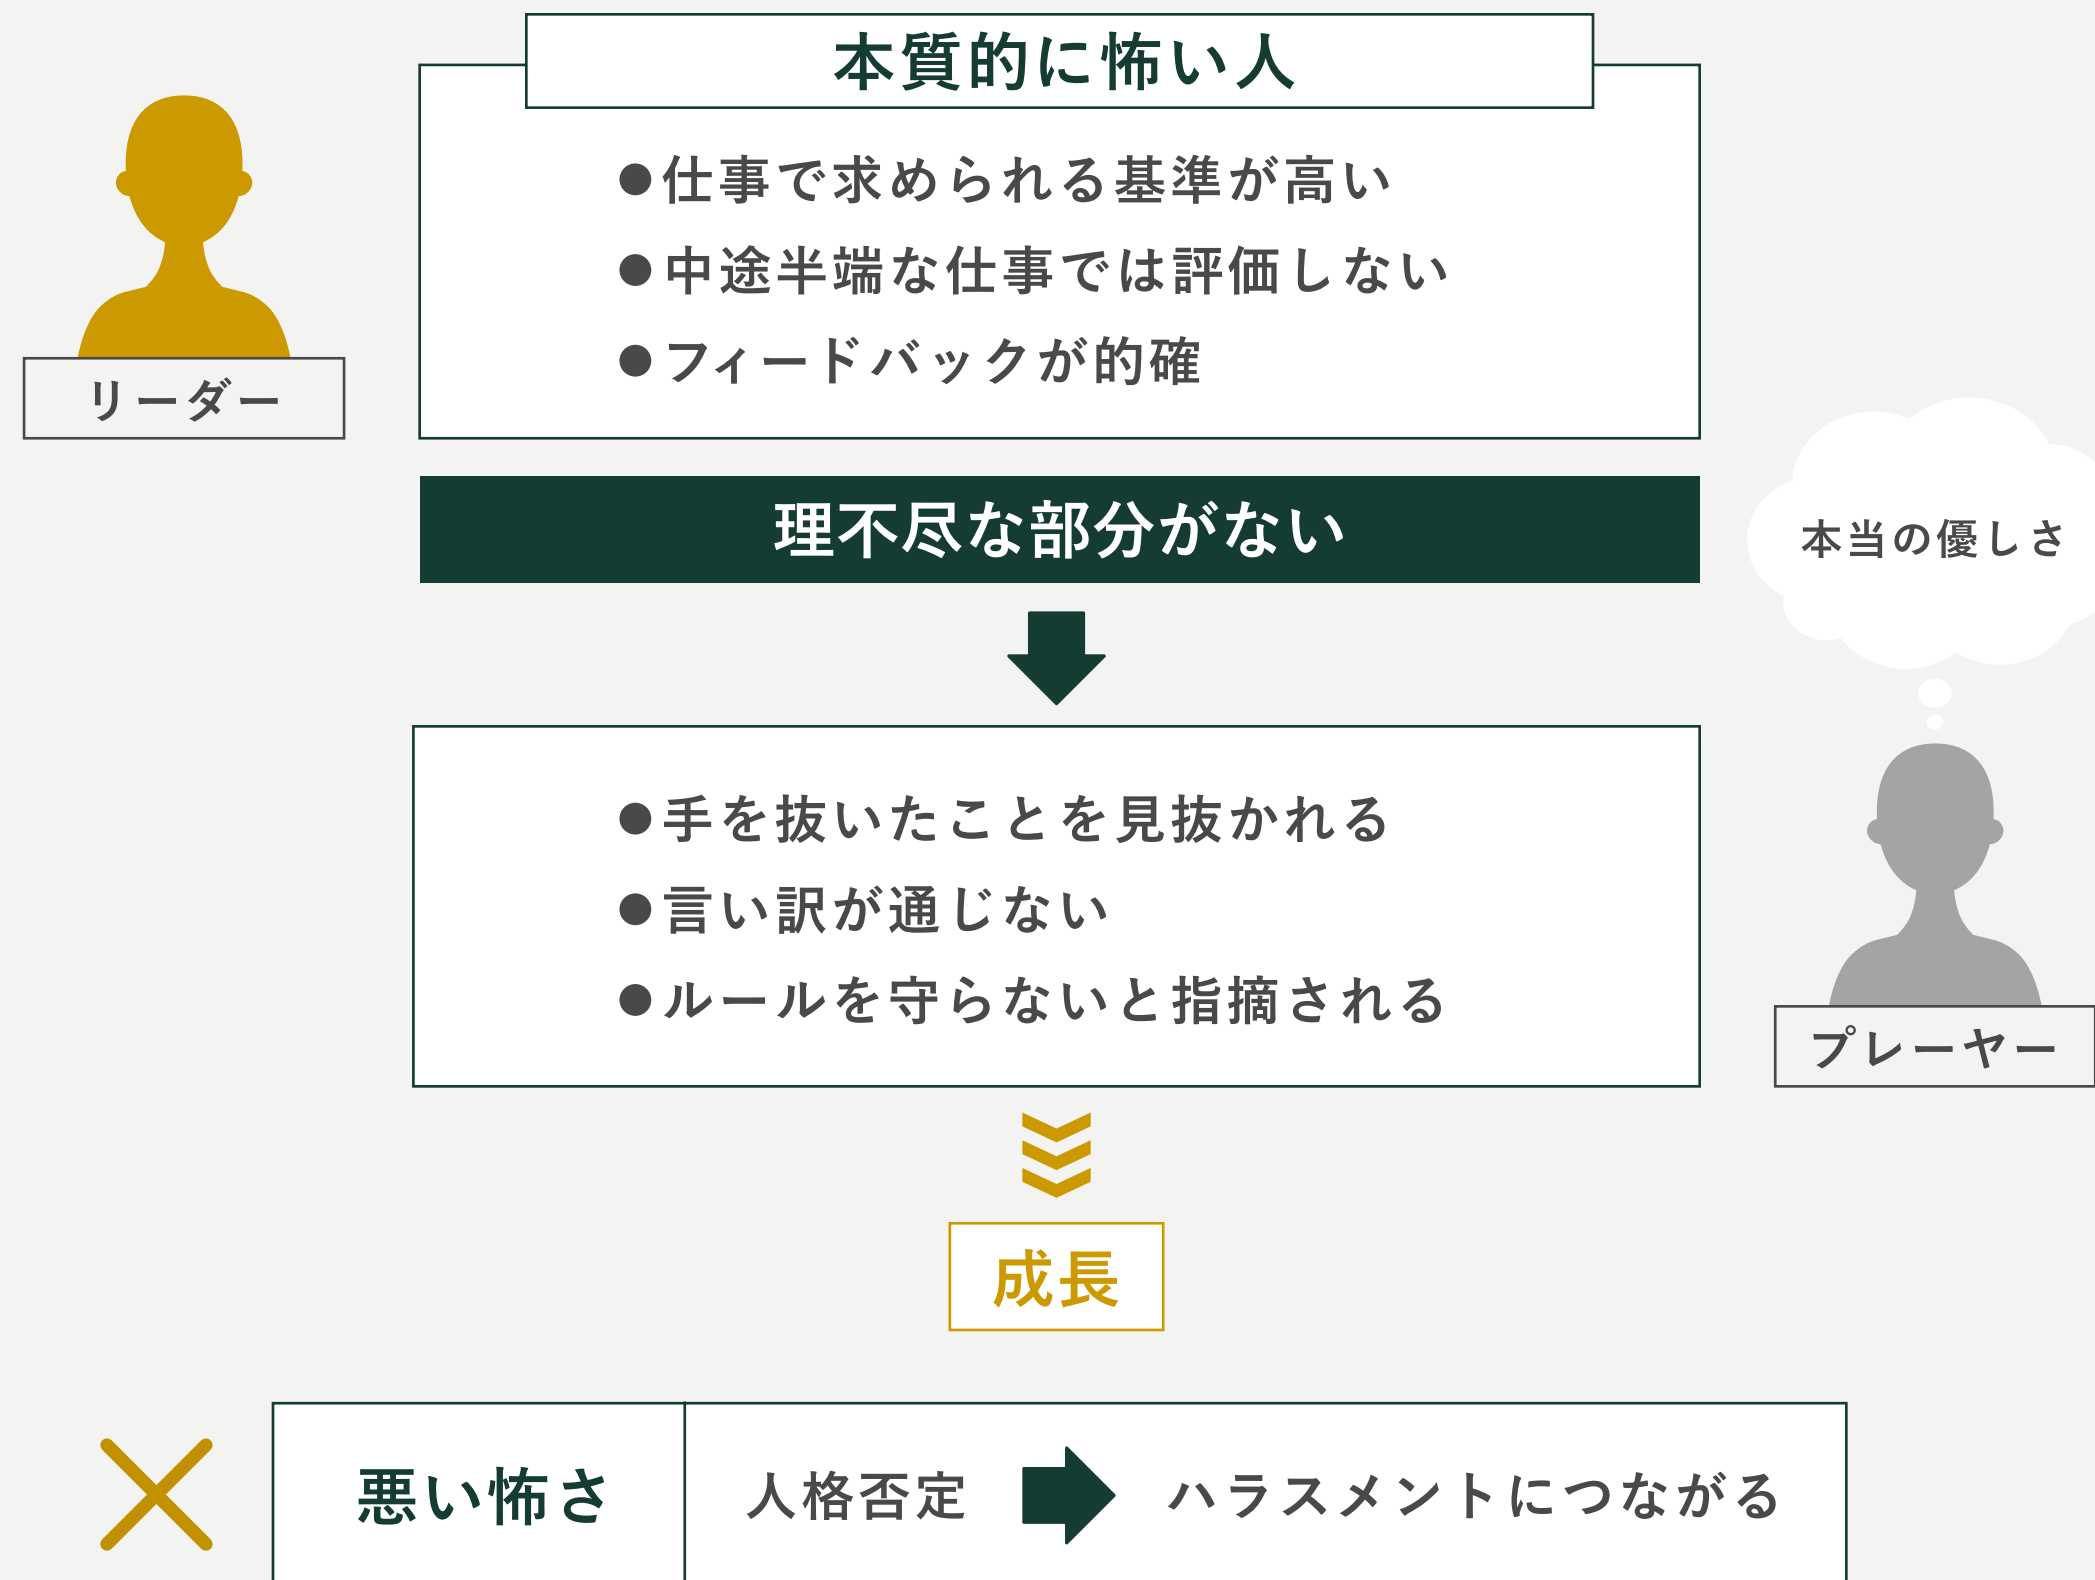 本質的に怖い人
●仕事で求められる基準が高い
●中途半端な仕事では評価しない
●フィードバックが的確
リーダー
理不尽な部分がない
本当の優しさ
●手を抜いたことを見抜かれる
●言い訳が通じない
●ルールを守らないと指摘される
プレーヤー
成長
悪い怖さ
人格否定
ハラスメントにつながる